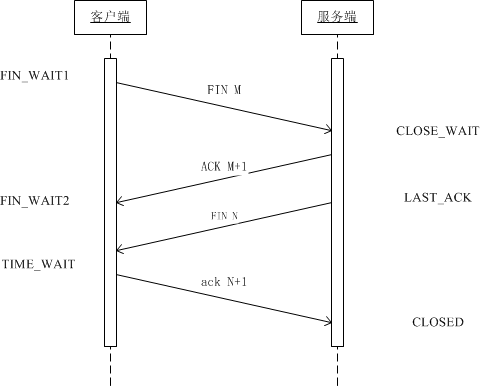 客户端
服务端
FIN_WAIT1
FIN M
CLOSE_WAIT
ACK M+1
FIN_WAIT2
LAST_ACK
FIN N
TIME_WAIT
ack N+1
CLOSED